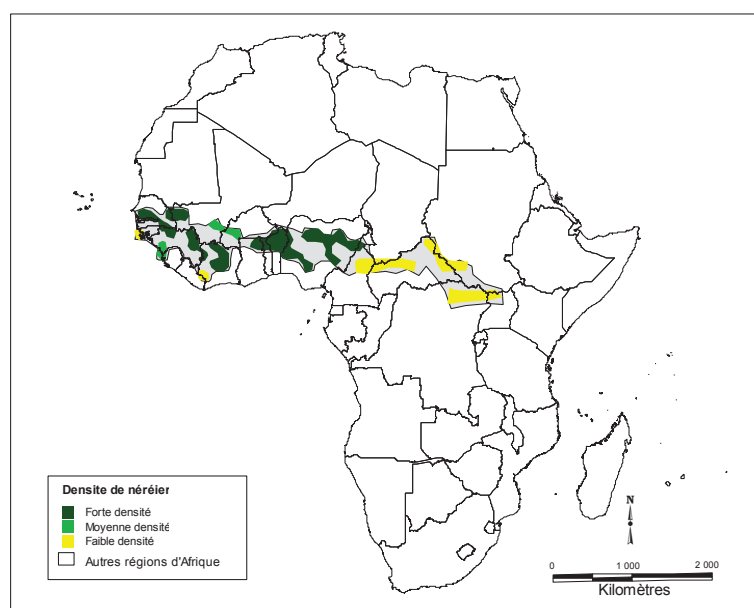 Densite de néréier
Forte densité
Moyenne densité
Faible densité
Autres régions d'Afrique
N
0 1 000 2 000
Kilomètres